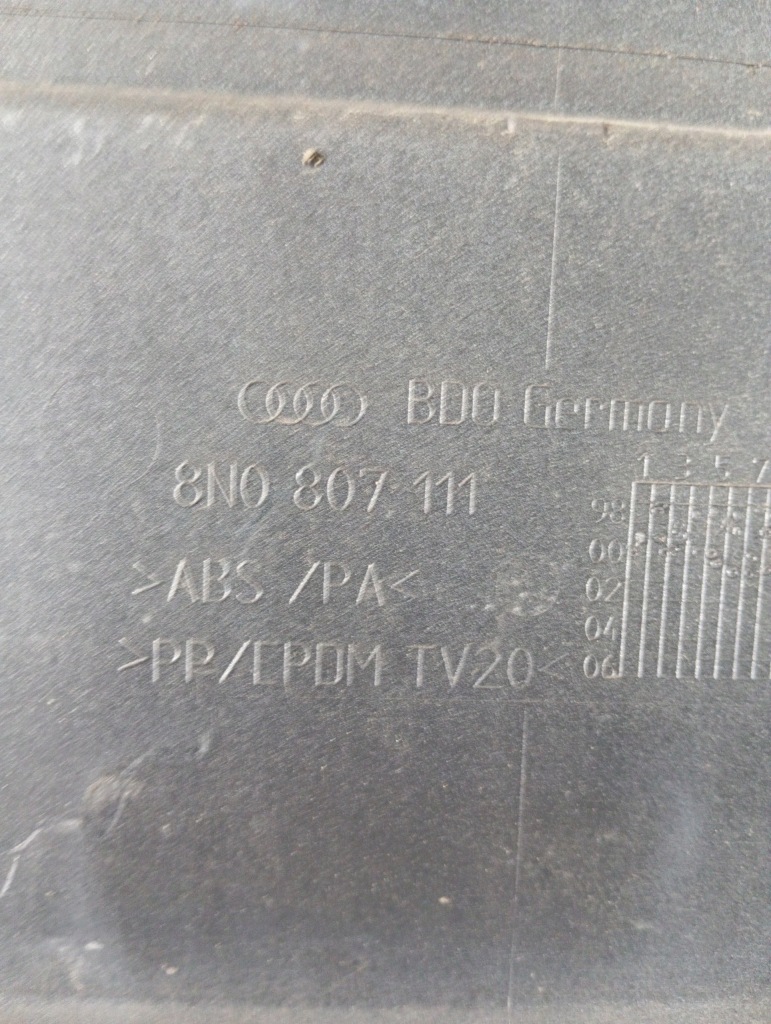 BDO Germany
8N0 807 111
>ABS /PA<
>PP/EPDM TV20<
1 3 5 7
98
00
02
04
06